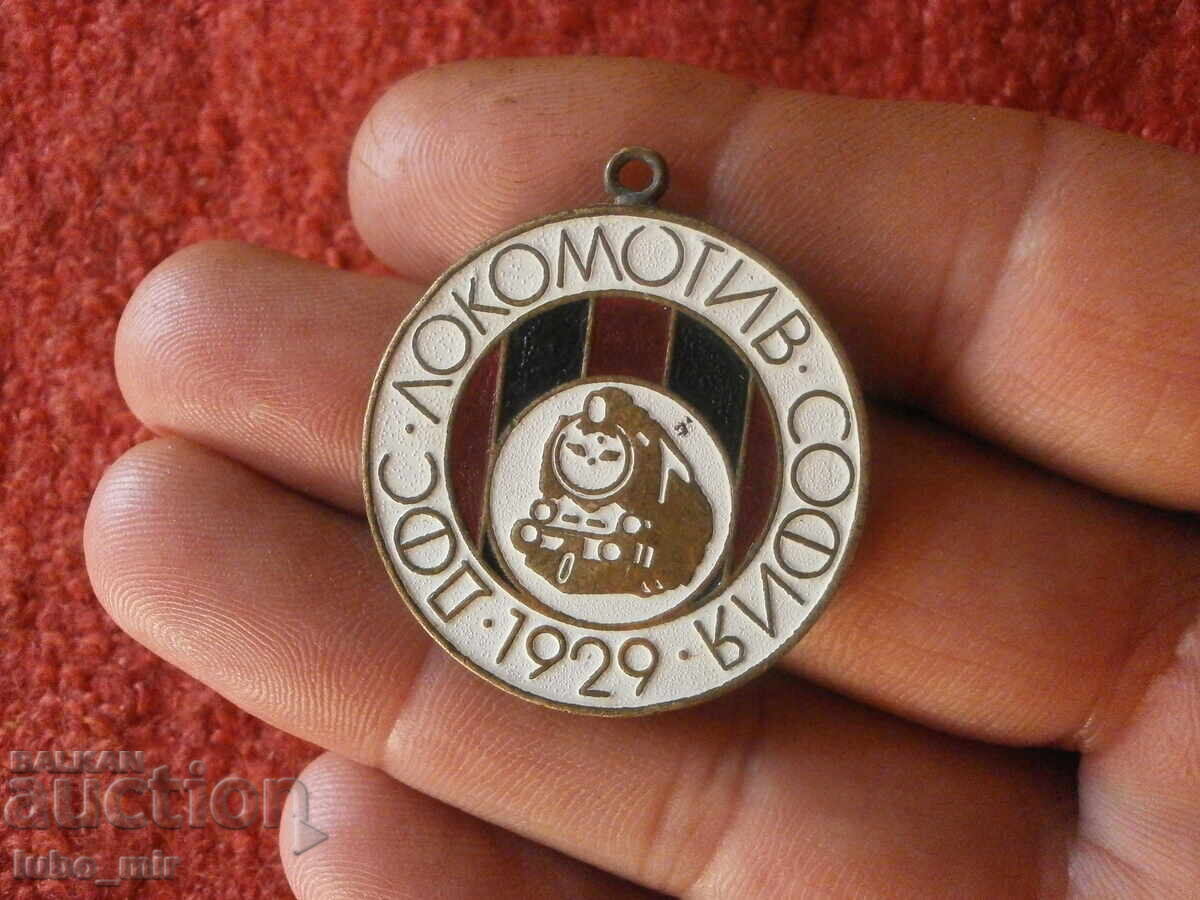 ДФС · ЛОКОМОТИВ · СОФИЯ ·
· 1929 ·
BALKAN
auction
lubo_mir